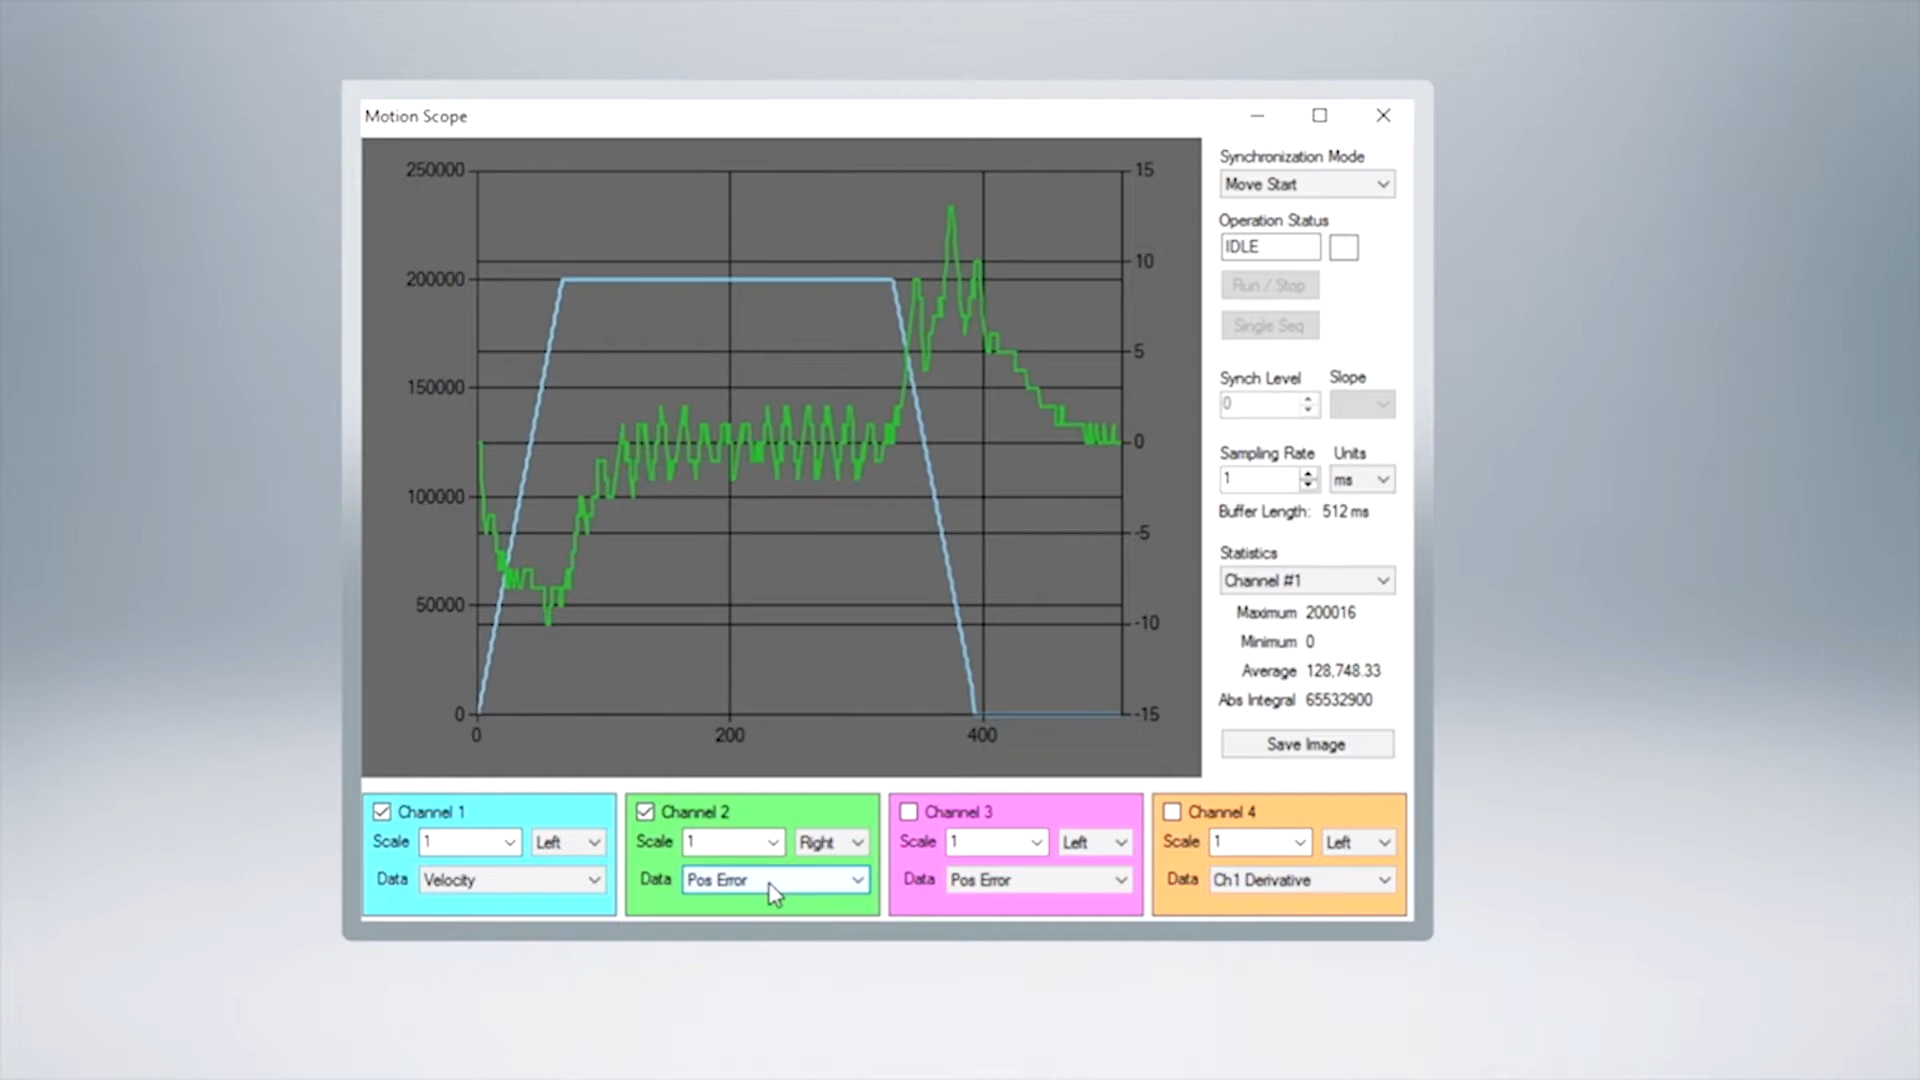 Motion Scope
250000
200000
150000
100000
50000
0
15
10
5
0
-5
-10
-15
0 200 400
Synchronization Mode
Move Start
Operation Status
IDLE
Run / Stop
Single Seq
Synch Level Slope
0
Sampling Rate Units
1 ms
Buffer Length: 512 ms
Statistics
Channel #1
Maximum 200016
Minimum 0
Average 128,748.33
Abs Integral 65532900
Save Image
Channel 1
Scale 1 Left
Data Velocity
Channel 2
Scale 1 Right
Data Pos Error
Channel 3
Scale 1 Left
Data Pos Error
Channel 4
Scale 1 Left
Data Ch1 Derivative